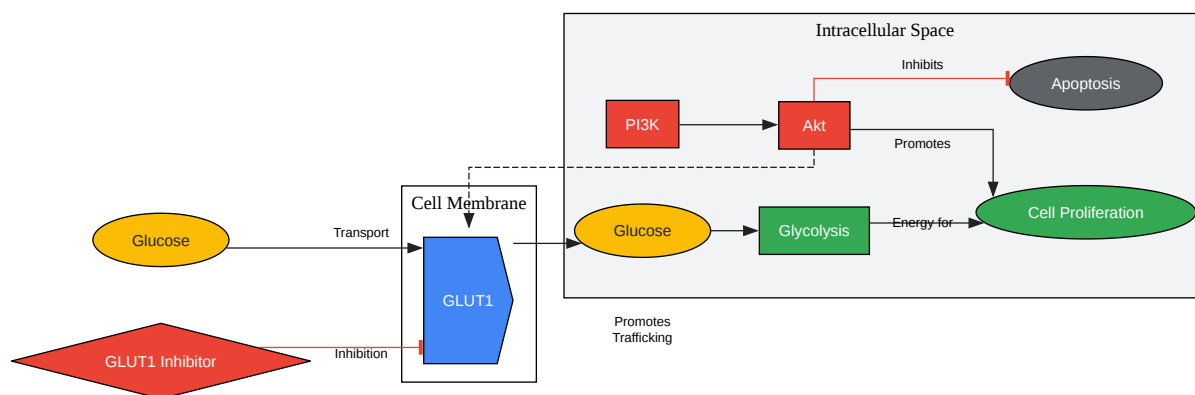 Intracellular Space
Inhibits
Apoptosis
PI3K
Akt
Promotes
Cell Membrane
Glucose
Transport
GLUT1
Glucose
Glycolysis
Energy for
Cell Proliferation
GLUT1 Inhibitor
Inhibition
Promotes
Trafficking